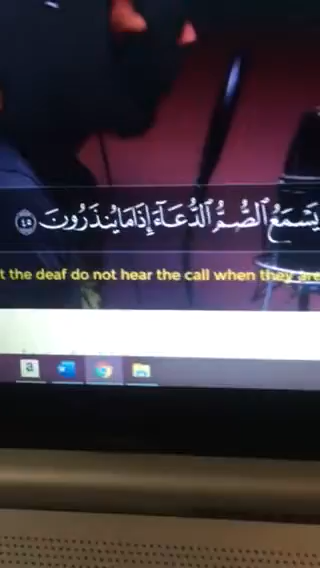 يَسْمَعُ ٱلصُّمُّ ٱلدُّعَآءَ إِذَا مَا يُنذَرُونَ ٤٥
t the deaf do not hear the call when they are
a